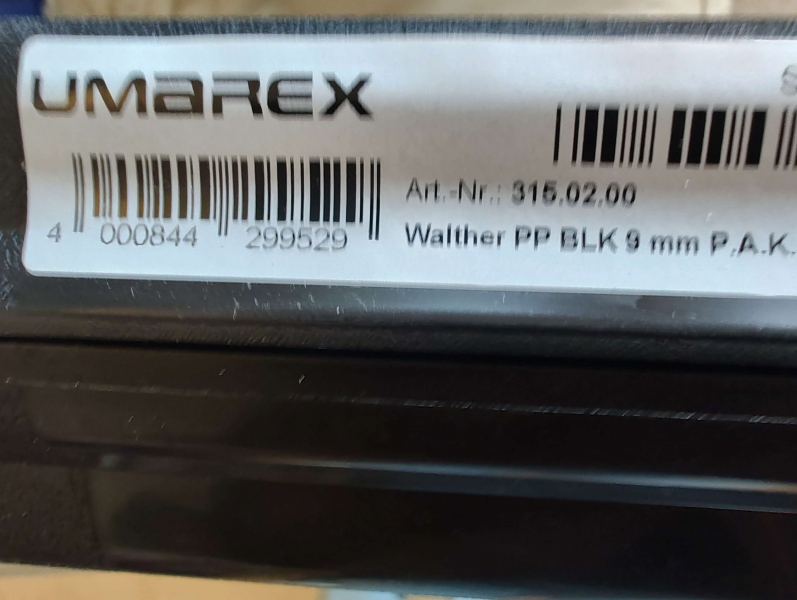 UMAREX
4 000844 299529
Art.-Nr.: 315.02.00
Walther PP BLK 9 mm P.A.K.